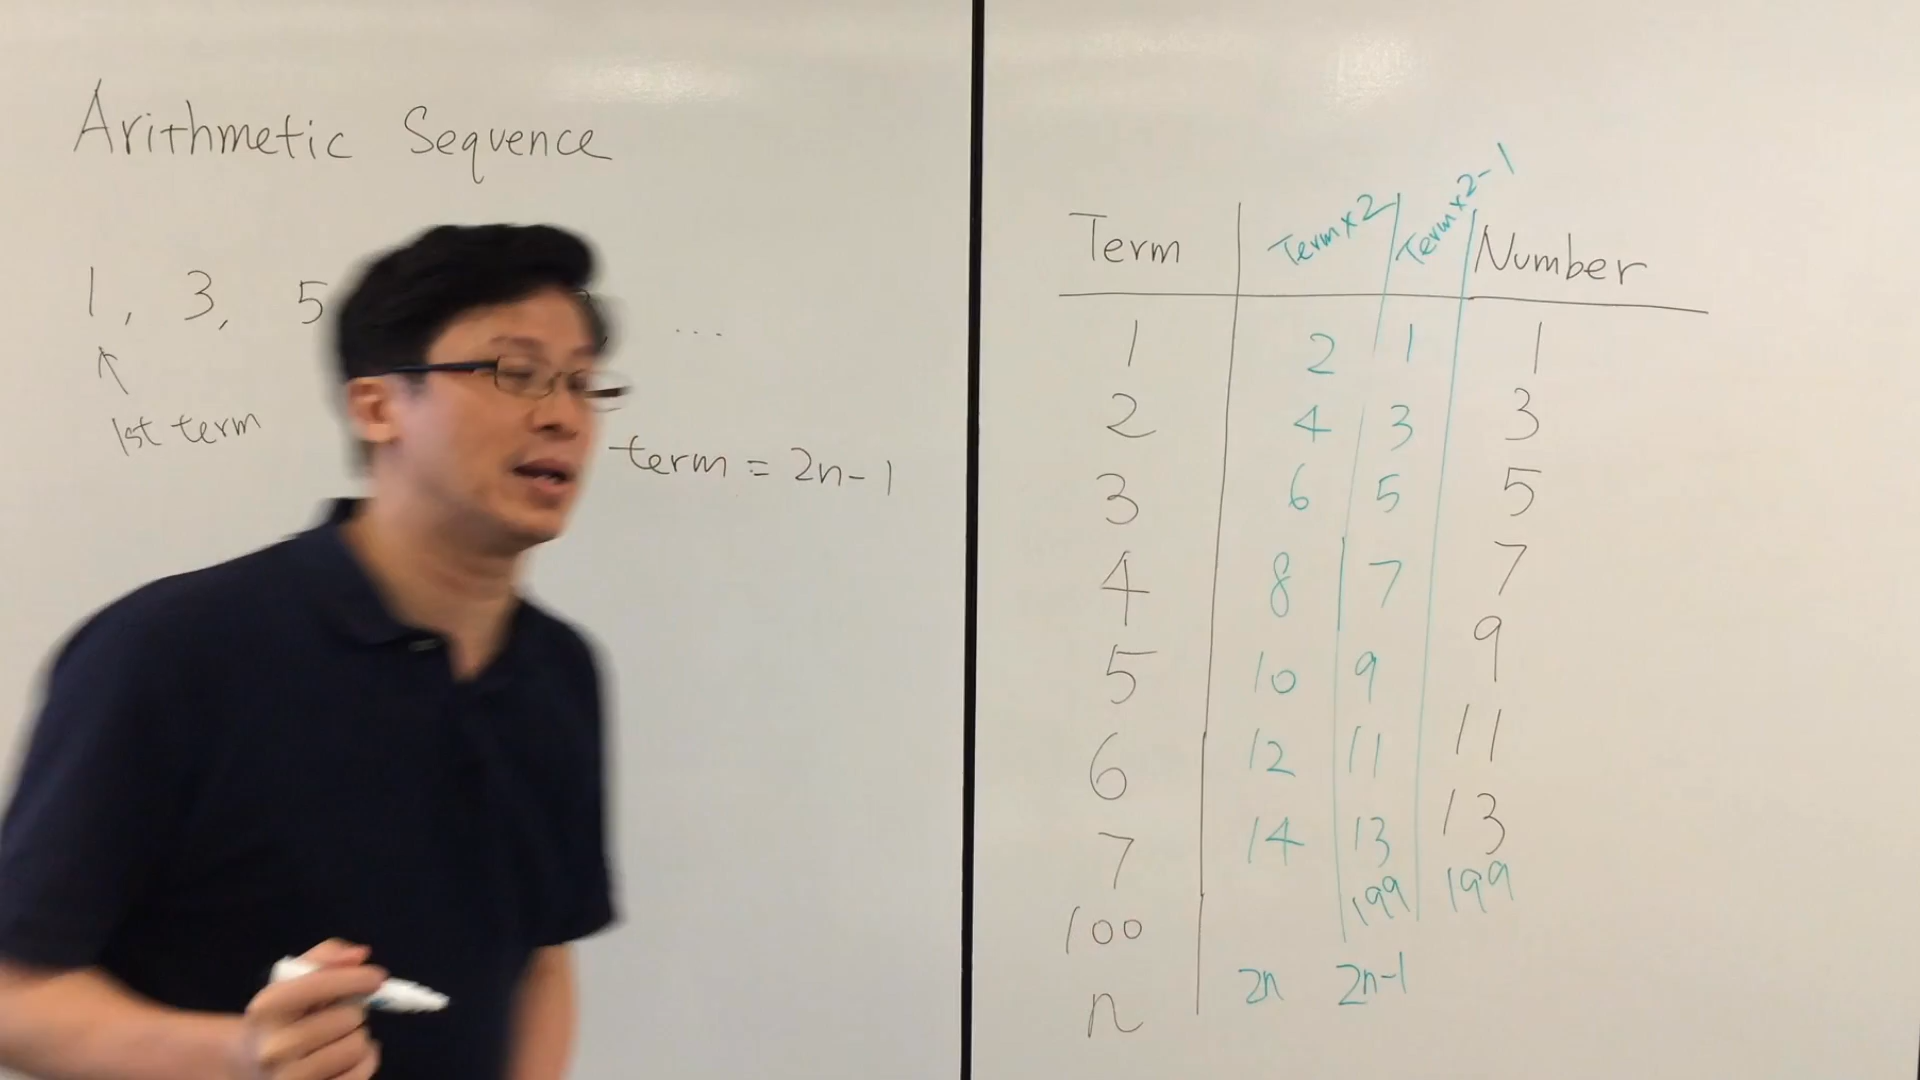 Arithmetic Sequence
1, 3, 5 ...
1st term
term = 2n-1
Term Term×2 Term×2-1 Number
1 2 1 1
2 4 3 3
3 6 5 5
4 8 7 7
5 10 9 9
6 12 11 11
7 14 13 13
100 199 199
n 2n 2n-1